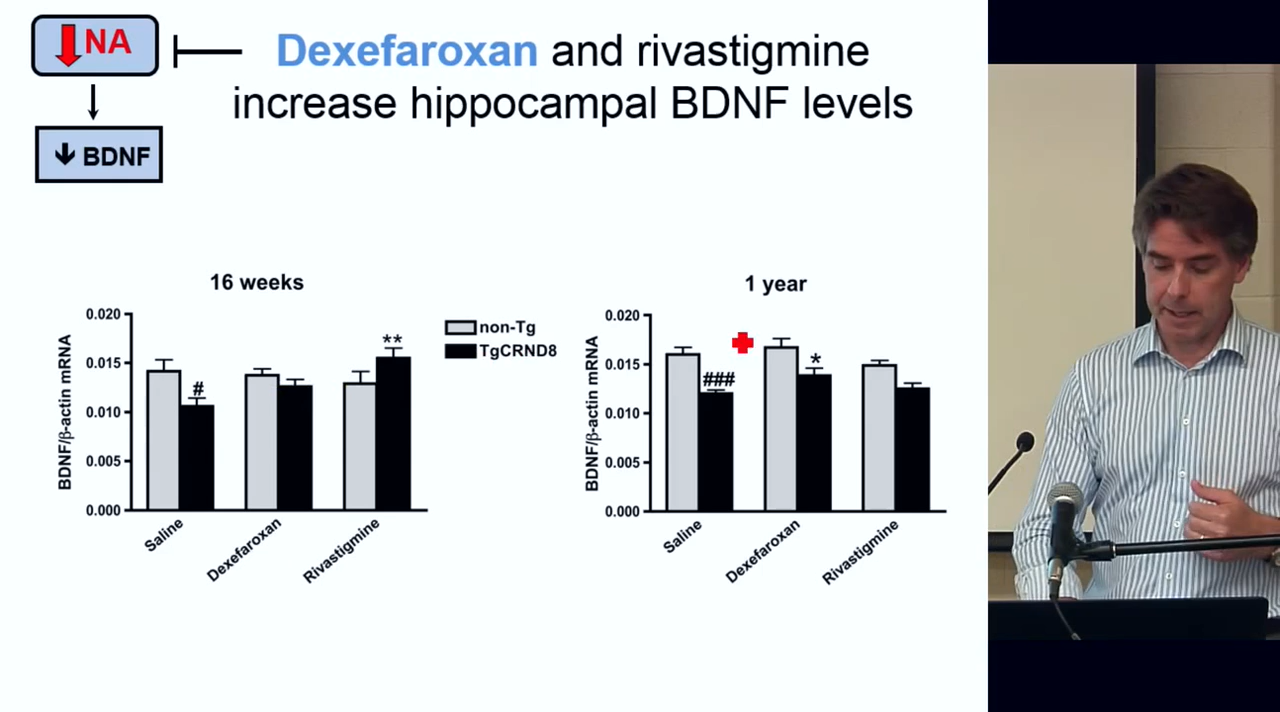 ↓NA
Dexefaroxan and rivastigmine
increase hippocampal BDNF levels
↓ BDNF
16 weeks
BDNF/β-actin mRNA
0.020
0.015
0.010
0.005
0.000
#
**
Saline
Dexefaroxan
Rivastigmine
non-Tg
TgCRND8
1 year
BDNF/β-actin mRNA
0.020
0.015
0.010
0.005
0.000
###
*
Saline
Dexefaroxan
Rivastigmine